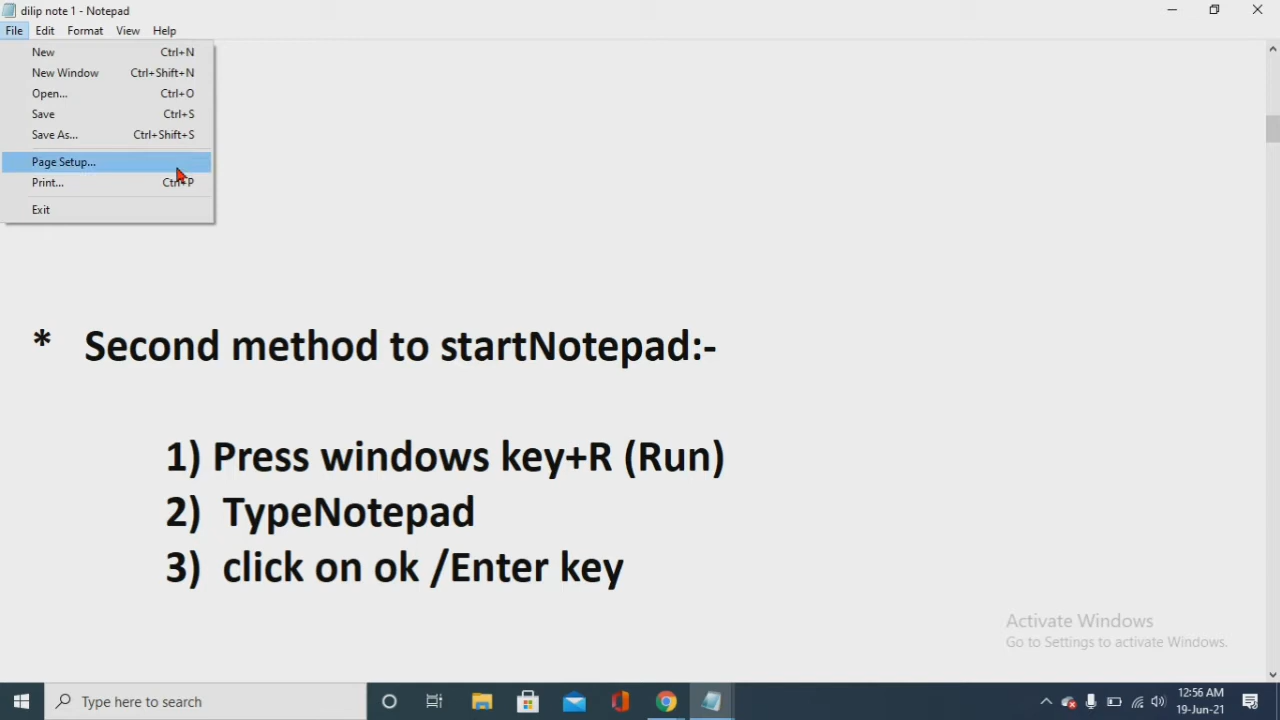 dilip note 1 - Notepad
File Edit Format View Help
New Ctrl+N
New Window Ctrl+Shift+N
Open... Ctrl+O
Save Ctrl+S
Save As... Ctrl+Shift+S
Page Setup...
Print... Ctrl+P
Exit
* Second method to startNotepad:-
1) Press windows key+R (Run)
2) TypeNotepad
3) click on ok /Enter key
Activate Windows
Go to Settings to activate Windows.
Type here to search
12:56 AM
19-Jun-21